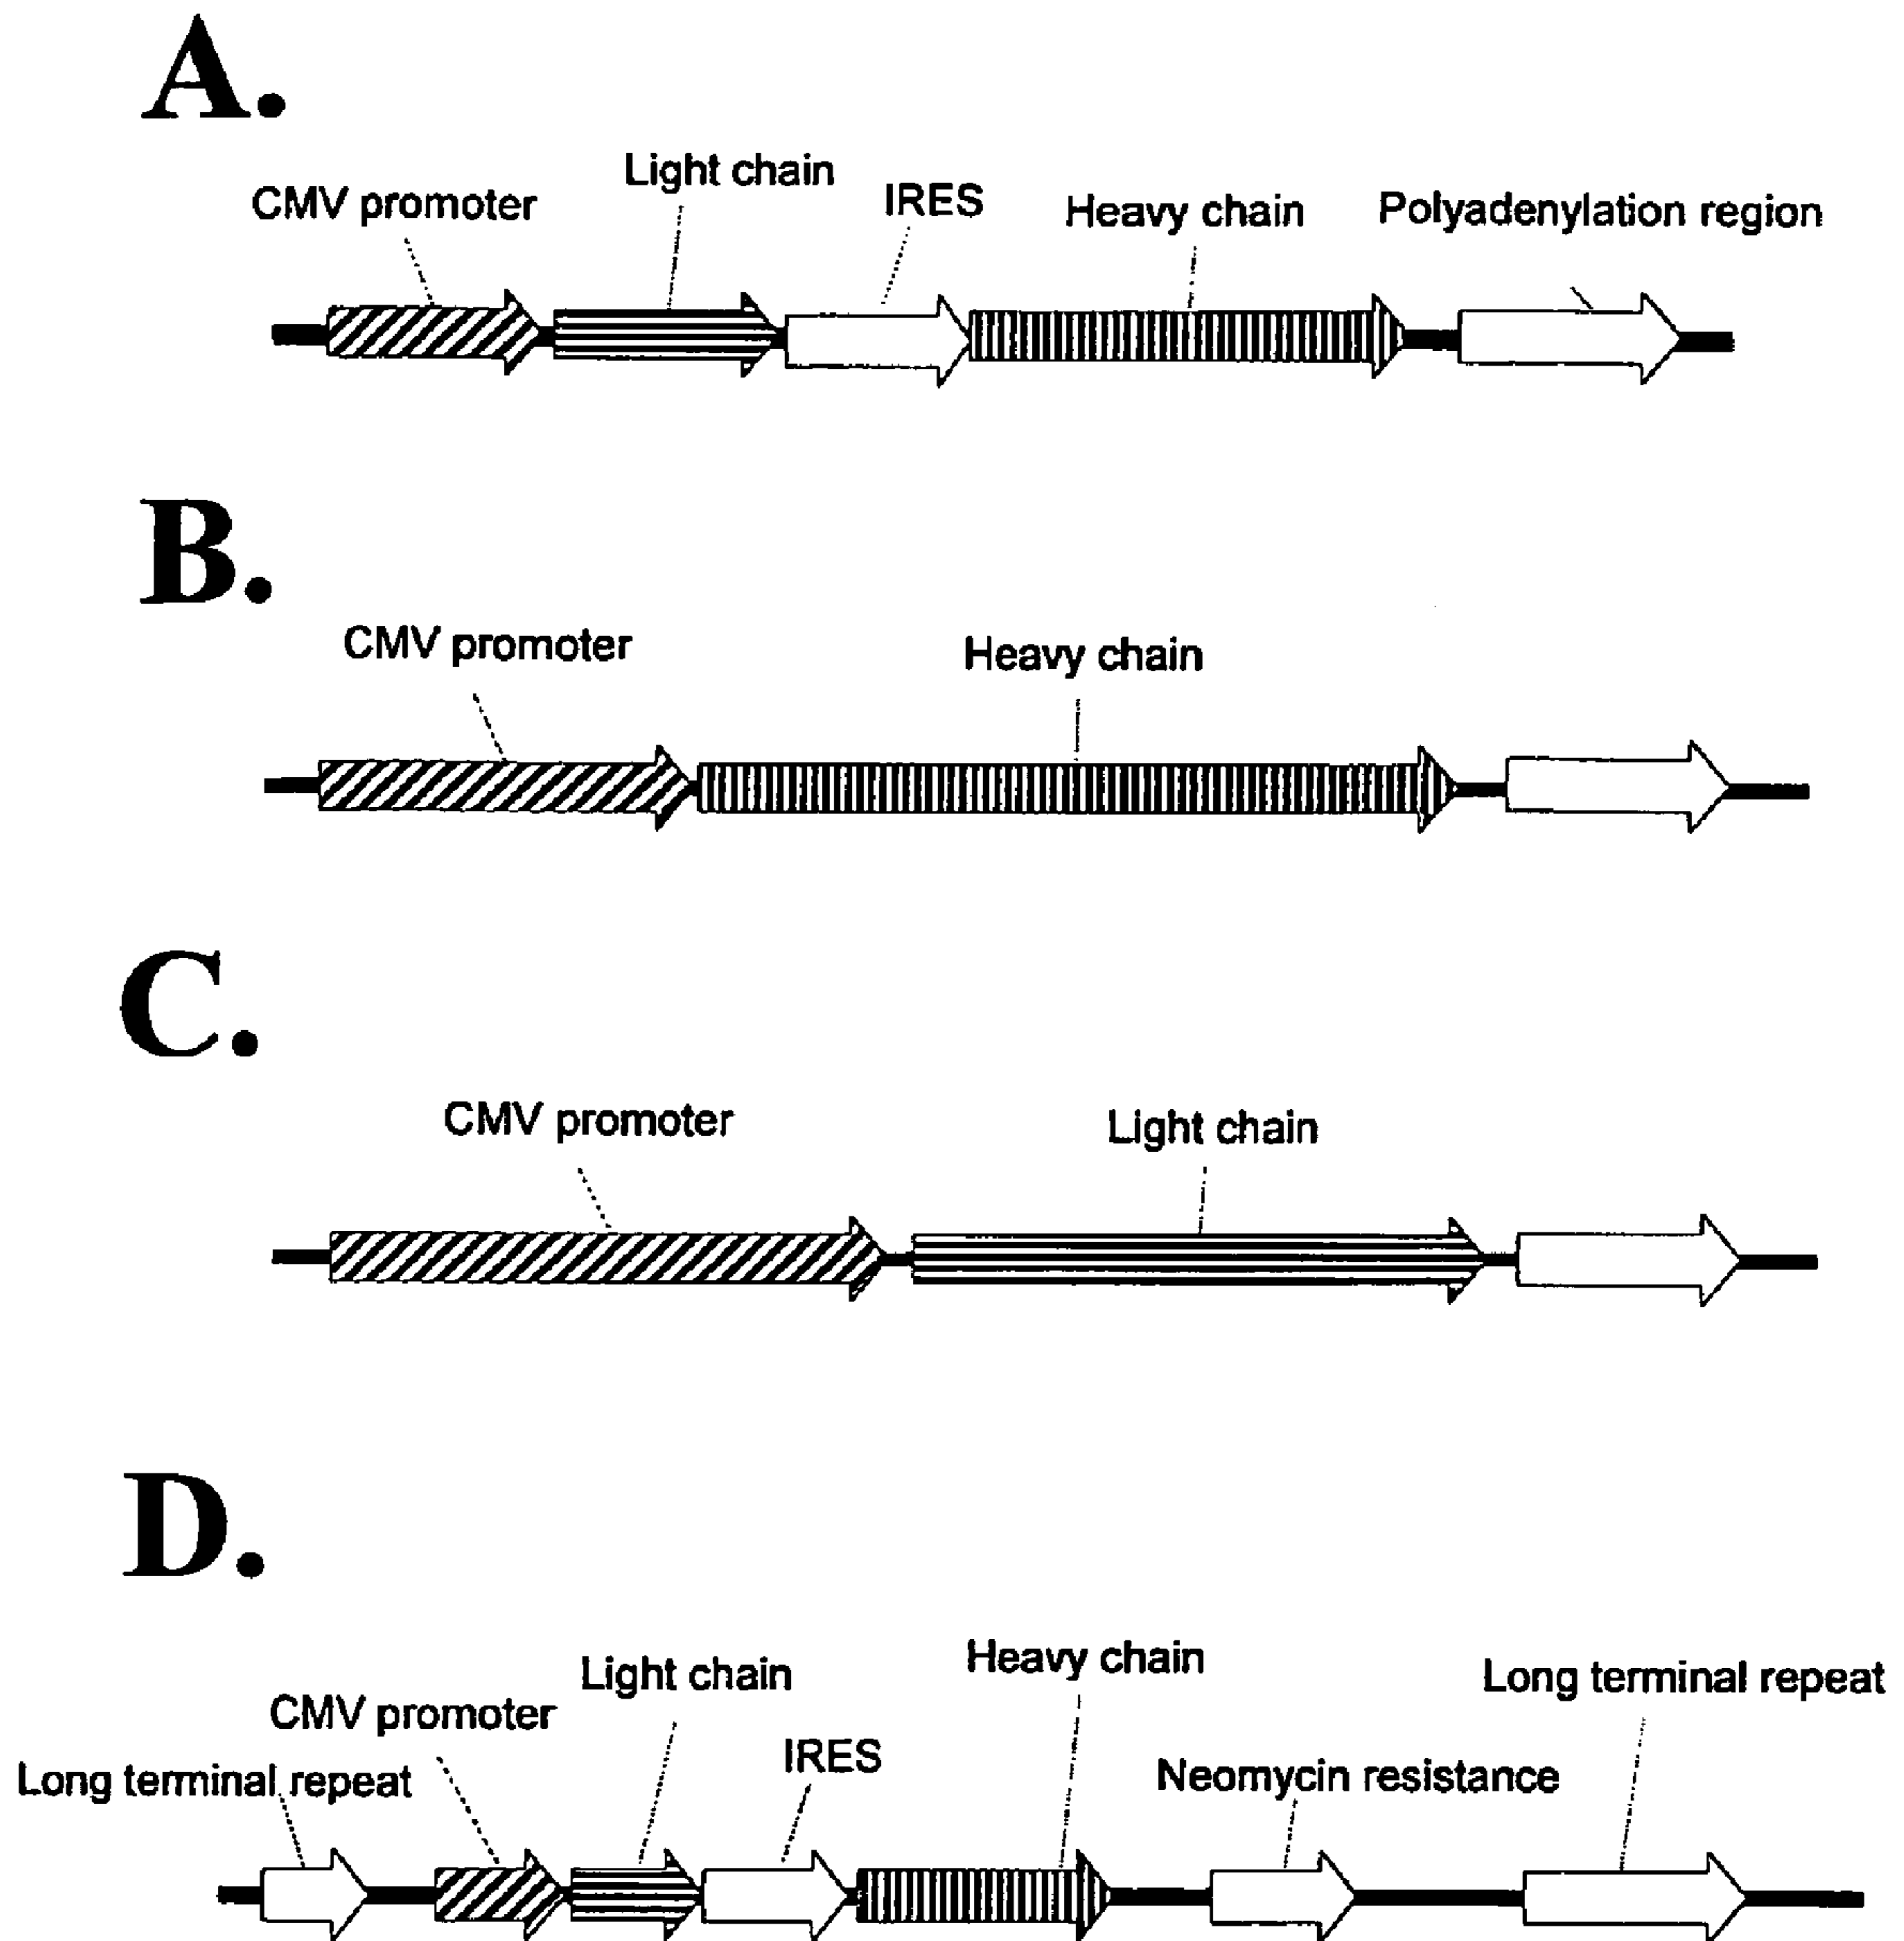 A.
CMV promoter
Light chain
IRES
Heavy chain
Polyadenylation region
B.
CMV promoter
Heavy chain
C.
CMV promoter
Light chain
D.
Long terminal repeat
CMV promoter
Light chain
IRES
Heavy chain
Neomycin resistance
Long terminal repeat